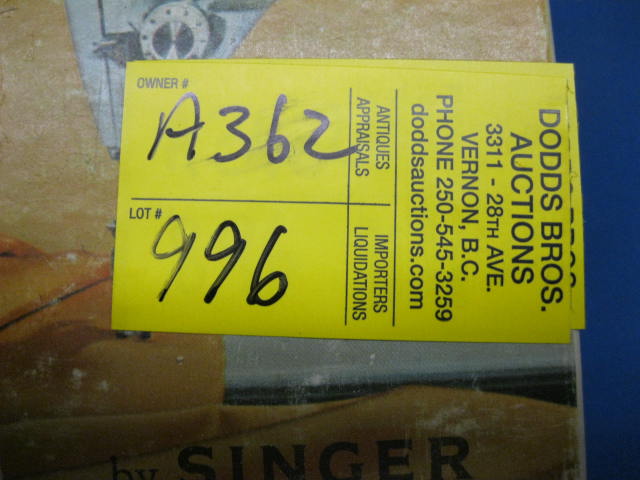 OWNER #
A362
LOT #
996
ANTIQUES
APPRAISALS
IMPORTERS
LIQUIDATIONS
DODDS BROS.
AUCTIONS
3311 - 28TH AVE.
VERNON, B.C.
PHONE 250-545-3259
doddsauctions.com
by SINGER